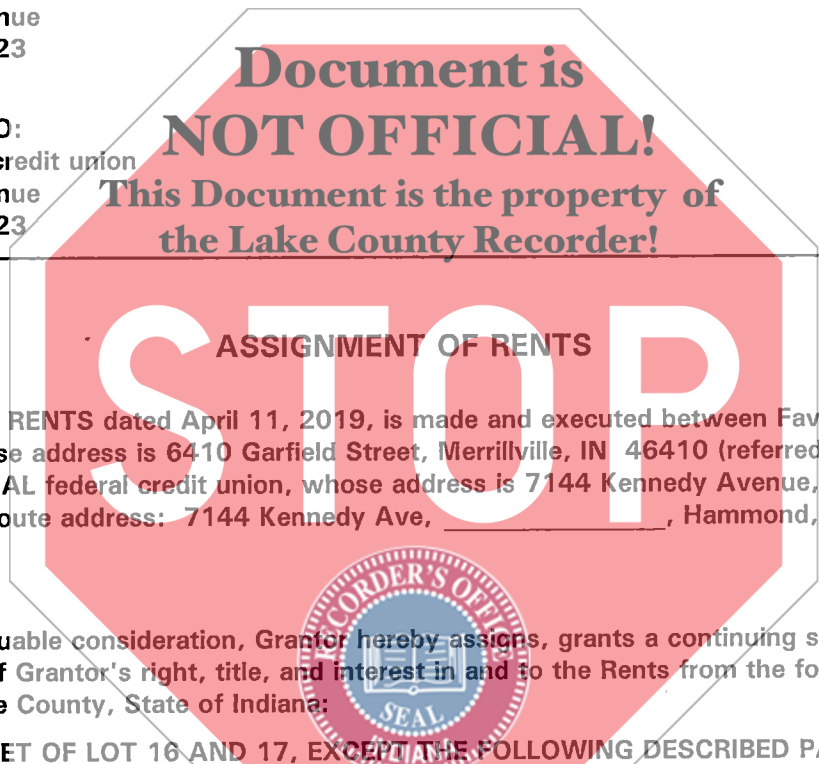 nue
23
Document is
NOT OFFICIAL!
O:
credit union
nue
This Document is the property of
23
the Lake County Recorder!
STOP
ASSIGNMENT OF RENTS
RENTS dated April 11, 2019, is made and executed between Fav
se address is 6410 Garfield Street, Merrillville, IN 46410 (referred
AL federal credit union, whose address is 7144 Kennedy Avenue,
oute address: 7144 Kennedy Ave, ____________________, Hammond,
RECORDER'S OFFI
uable consideration, Grantor hereby assigns, grants a continuing s
f Grantor's right, title, and interest in and to the Rents from the fo
e County, State of Indiana:
SEAL
ET OF LOT 16 AND 17, EXCEPT THE FOLLOWING DESCRIBED PA